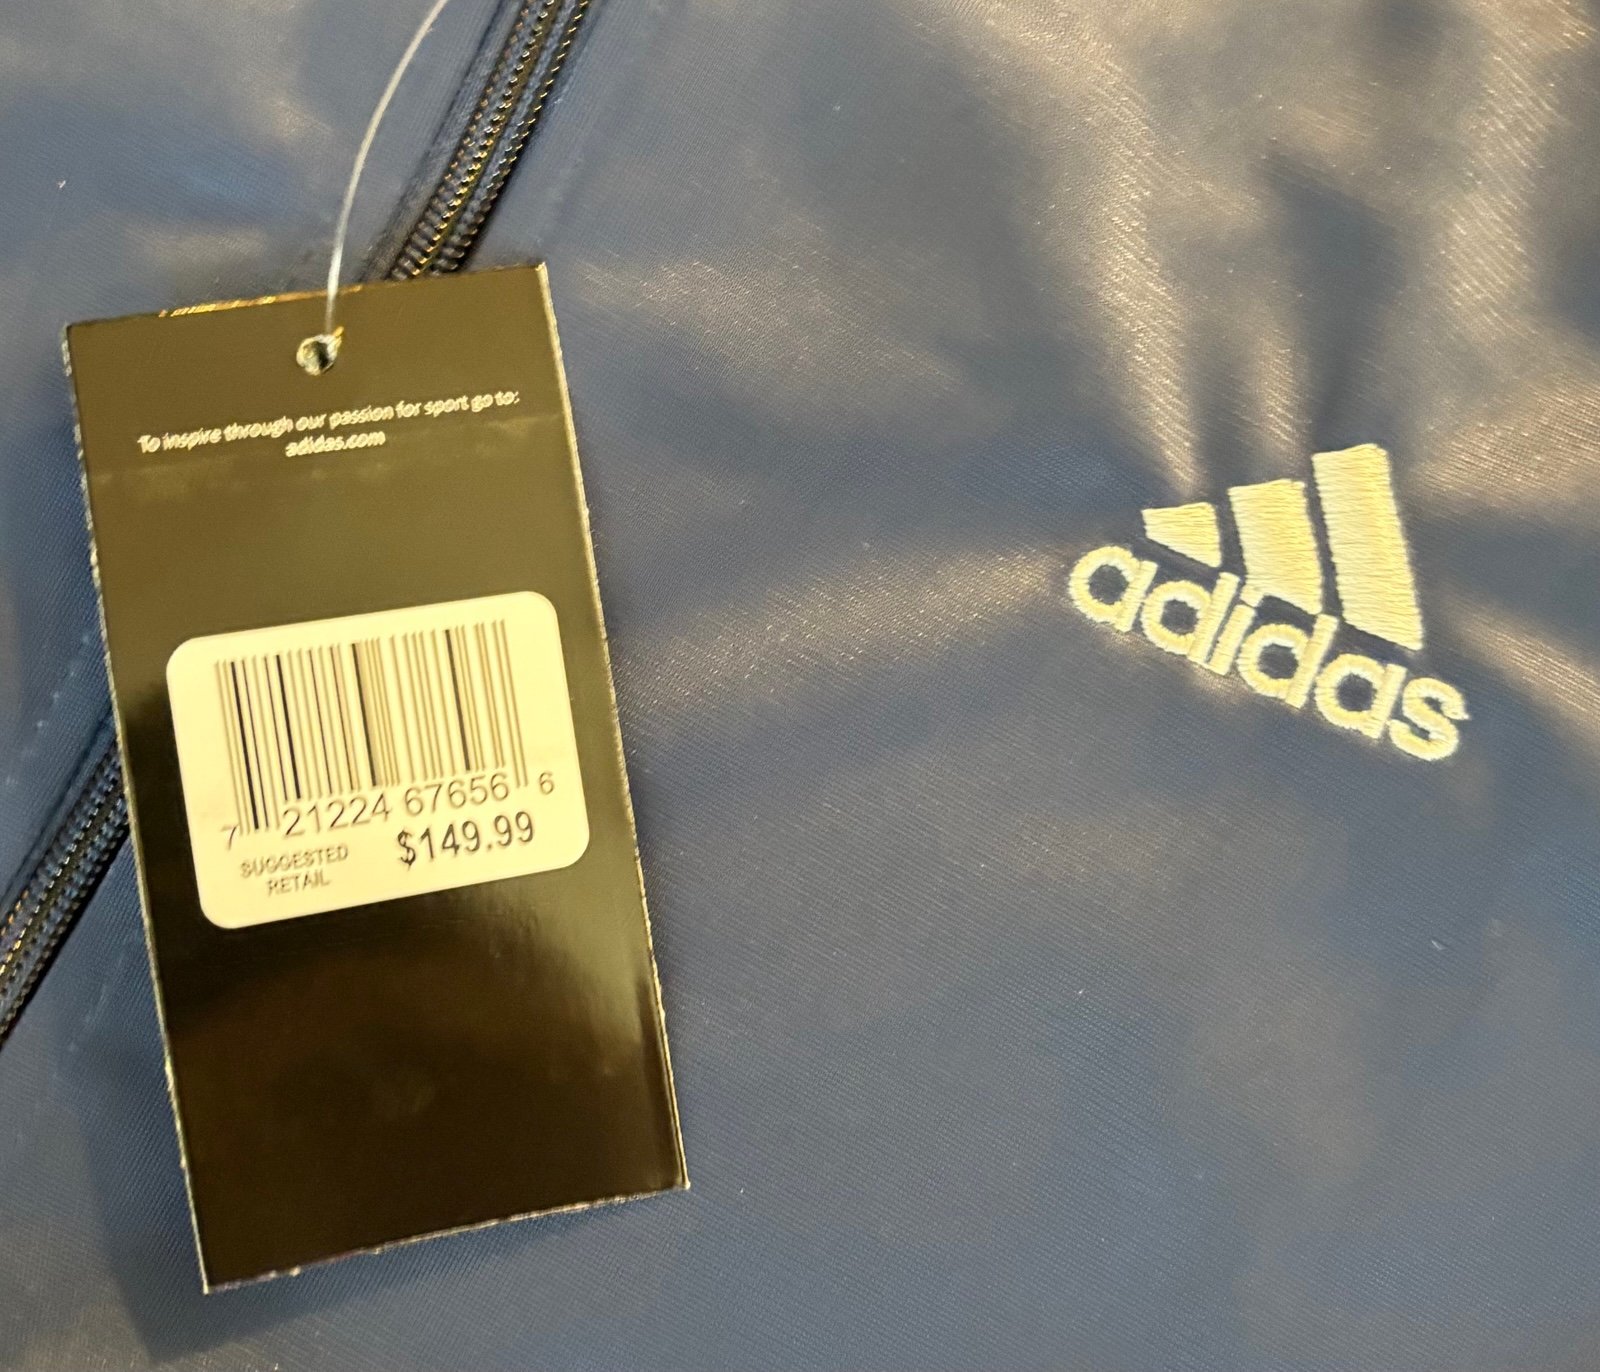 To inspire through our passion for sport go to:
adidas.com
7 21224 67656 6
SUGGESTED
RETAIL
$149.99
adidas